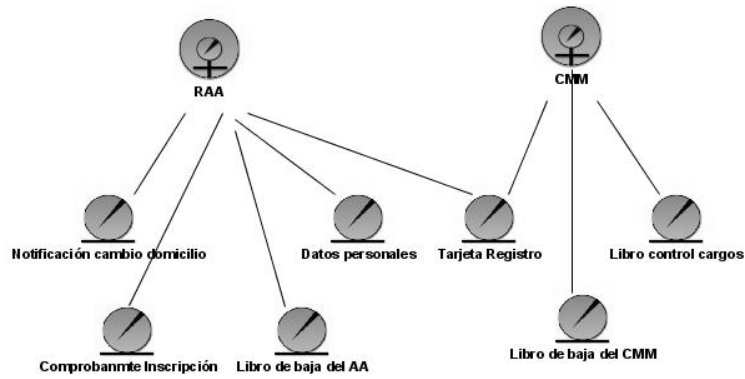 RAA
CMM
Notificación cambio domicilio
Datos personales
Tarjeta Registro
Libro control cargos
Comprobanmte Inscripción
Libro de baja del AA
Libro de baja del CMM